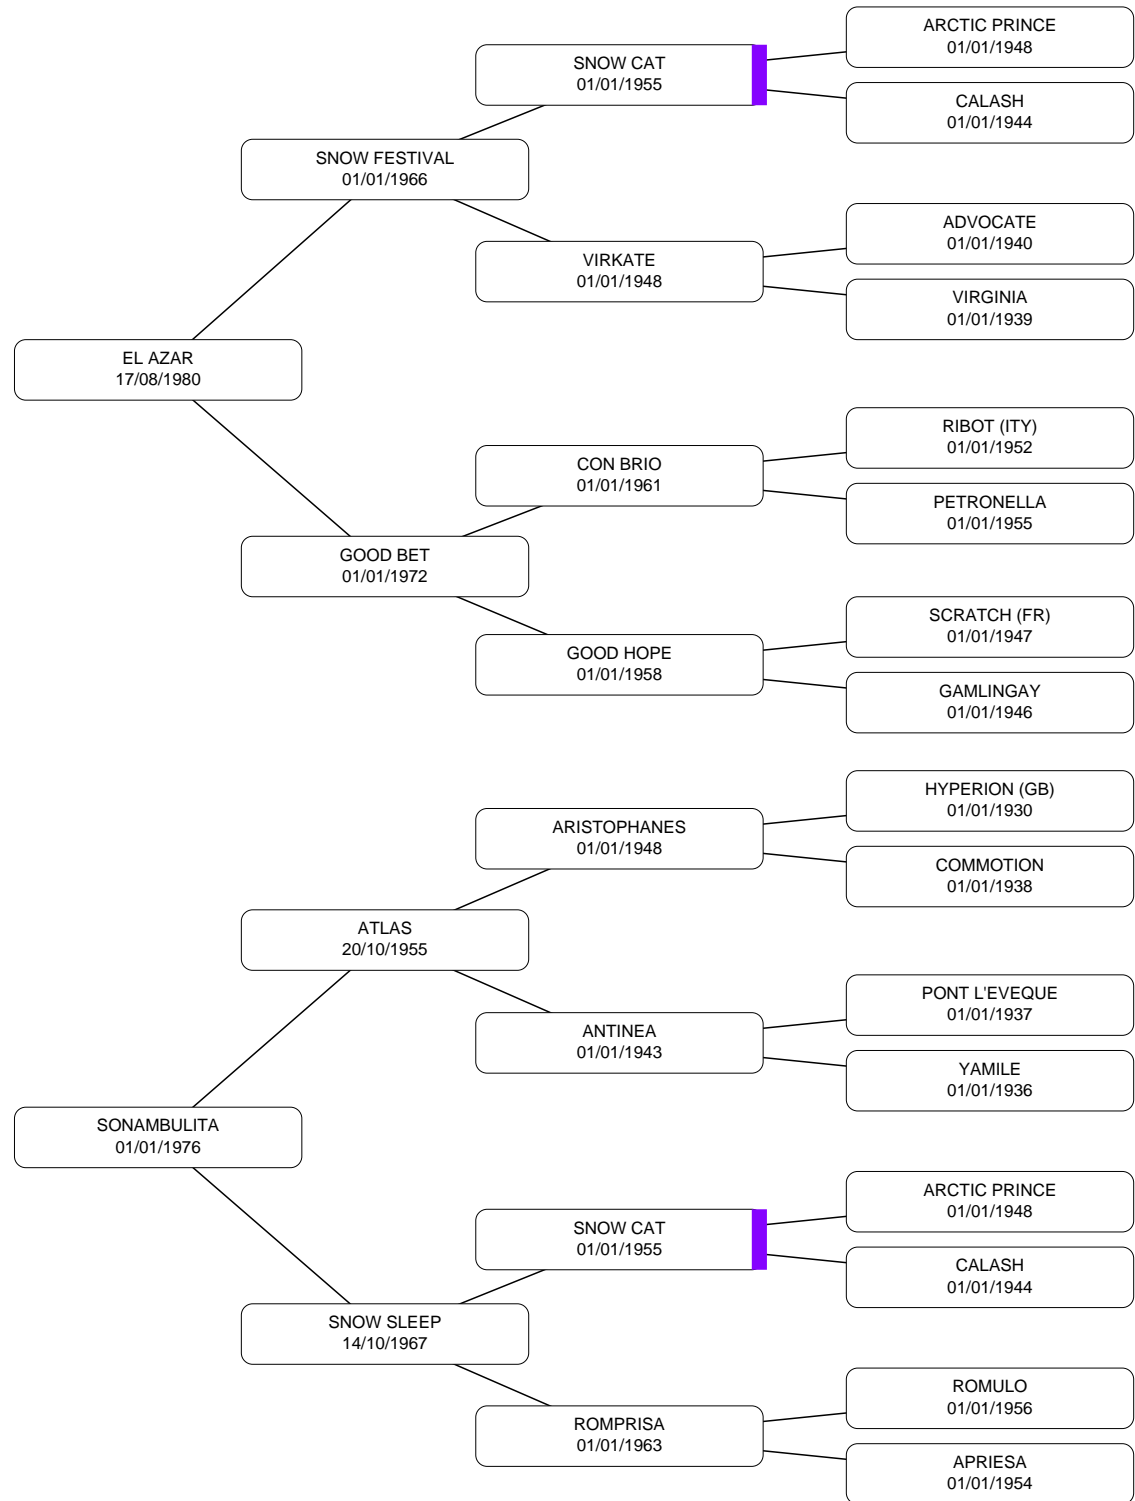 ARCTIC PRINCE
01/01/1948
SNOW CAT
01/01/1955
CALASH
01/01/1944
SNOW FESTIVAL
01/01/1966
ADVOCATE
01/01/1940
VIRKATE
01/01/1948
VIRGINIA
01/01/1939
EL AZAR
17/08/1980
RIBOT (ITY)
01/01/1952
CON BRIO
01/01/1961
PETRONELLA
01/01/1955
GOOD BET
01/01/1972
SCRATCH (FR)
01/01/1947
GOOD HOPE
01/01/1958
GAMLINGAY
01/01/1946
HYPERION (GB)
01/01/1930
ARISTOPHANES
01/01/1948
COMMOTION
01/01/1938
ATLAS
20/10/1955
PONT L'EVEQUE
01/01/1937
ANTINEA
01/01/1943
YAMILE
01/01/1936
SONAMBULITA
01/01/1976
ARCTIC PRINCE
01/01/1948
SNOW CAT
01/01/1955
CALASH
01/01/1944
SNOW SLEEP
14/10/1967
ROMULO
01/01/1956
ROMPRISA
01/01/1963
APRIESA
01/01/1954